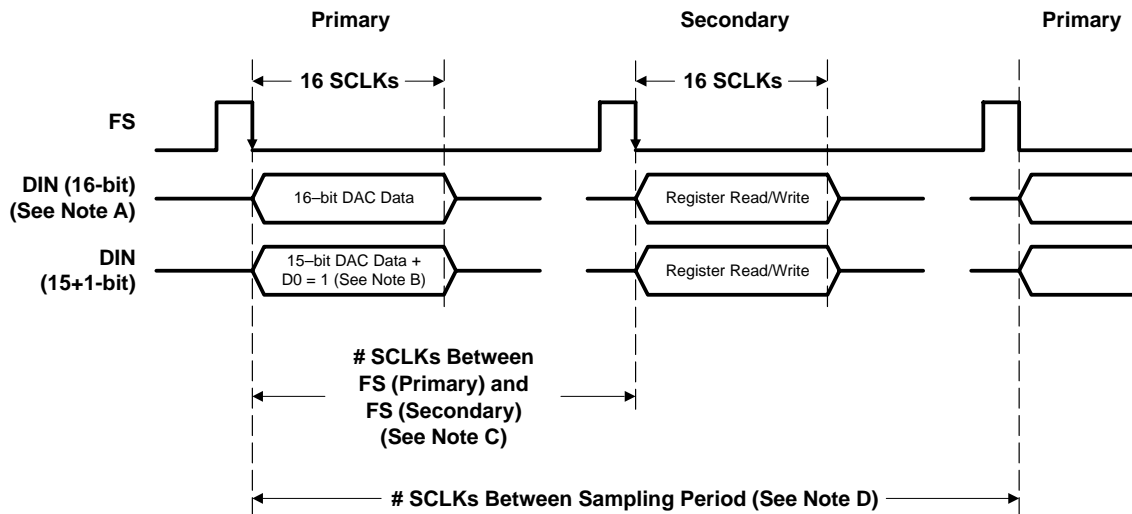 Primary
Secondary
Primary
16 SCLKs
16 SCLKs
FS
DIN (16-bit)
(See Note A)
16–bit DAC Data
Register Read/Write
DIN
(15+1-bit)
15–bit DAC Data +
D0 = 1 (See Note B)
Register Read/Write
# SCLKs Between
FS (Primary) and
FS (Secondary)
(See Note C)
# SCLKs Between Sampling Period (See Note D)